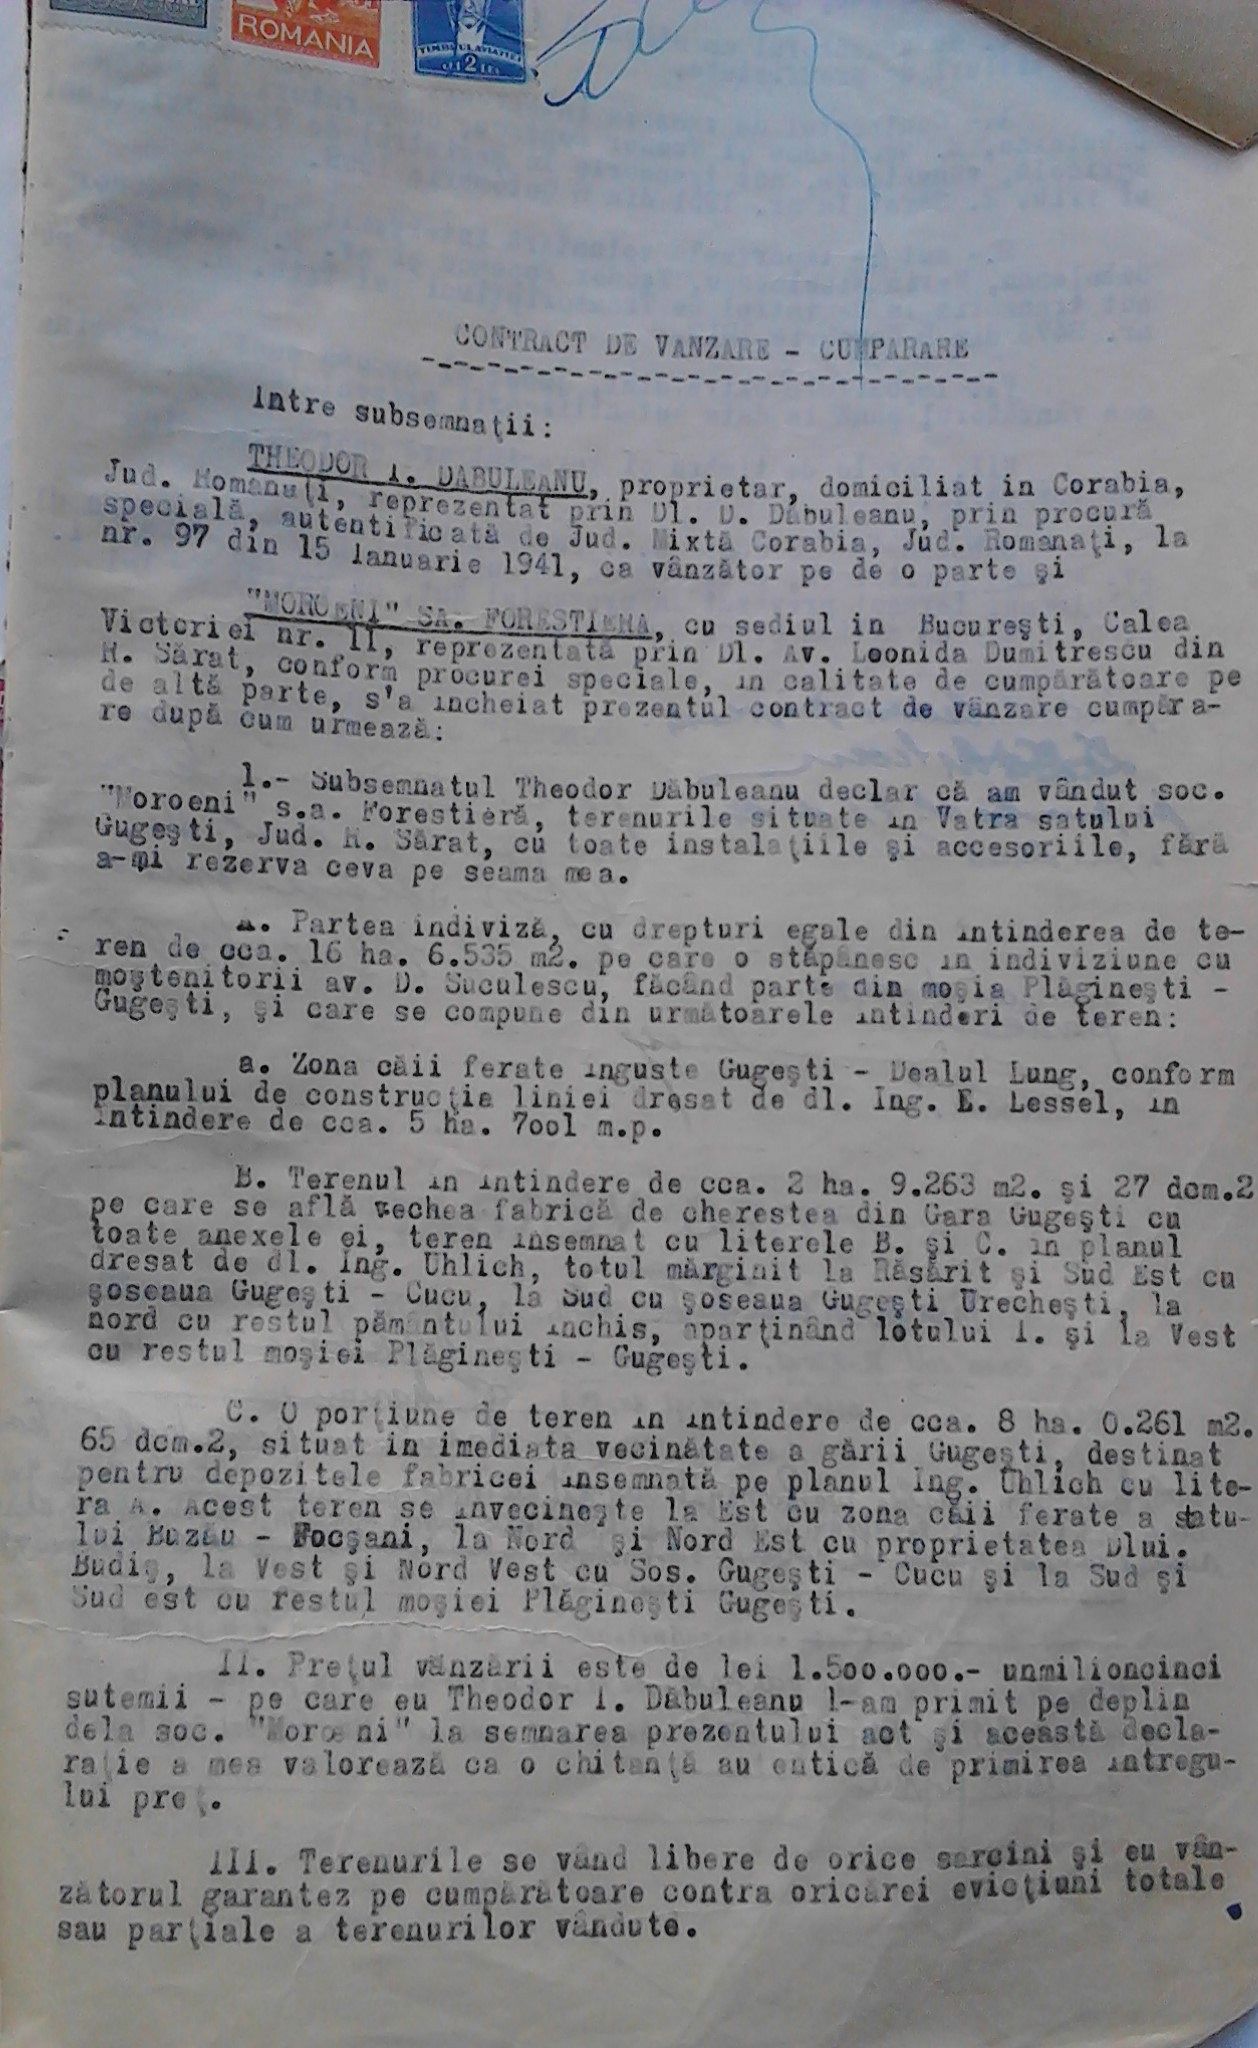 ROMANIA
TIMBRUL AVIATIEI
2 LEI
CONTRACT DE VANZARE - CUMPARARE
Intre subsemnaţii:
THEODOR I. DABULEANU, proprietar, domiciliat in Corabia,
Jud. Romanaţi, reprezentat prin Dl. D. Dăbuleanu, prin procură
specială, autentificată de Jud. Mixtă Corabia, Jud. Romanaţi, la
nr. 97 din 15 Ianuarie 1941, ca vânzător pe de o parte şi
"MOROENI" SA. FORESTIERA, cu sediul in Bucureşti, Calea
Victoriei nr. 11, reprezentată prin Dl. Av. Leonida Dumitrescu din
R. Sărat, conform procurei speciale, in calitate de cumpărătoare pe
de altă parte, s'a incheiat prezentul contract de vânzare cumpăra-
re după cum urmează:
1.- Subsemnatul Theodor Dăbuleanu declar că am vândut soc.
"Moroeni" s.a. Forestieră, terenurile situate in Vatra satului
Gugeşti, Jud. R. Sărat, cu toate instalaţiile şi accesoriile, fără
a-mi rezerva ceva pe seama mea.
A. Partea indiviză, cu drepturi egale din intinderea de te-
ren de cca. 16 ha. 6.535 m2. pe care o stăpânesc in indiviziune cu
moştenitorii av. D. Suculescu, făcând parte din moşia Plăgineşti -
Gugeşti, şi care se compune din următoarele intinderi de teren:
a. Zona căii ferate inguste Gugeşti - Dealul Lung, conform
planului de construcţia liniei dresat de dl. Ing. E. Lessel, in
intindere de cca. 5 ha. 7001 m.p.
B. Terenul in intindere de cca. 2 ha. 9.263 m2. şi 27 dcm.2
pe care se află vechea fabrică de cherestea din Gara Gugeşti cu
toate anexele ei, teren insemnat cu literele B. şi C. in planul
dresat de dl. Ing. Uhlich, totul mărginit la Răsărit şi Sud Est cu
şoseaua Gugeşti - Cucu, la Sud cu şoseaua Gugeşti Urecheşti, la
nord cu restul pământului inchis, aparţinând lotului I. şi la Vest
cu restul moşiei Plăgineşti - Gugeşti.
C. O porţiune de teren in intindere de cca. 8 ha. 0.261 m2.
65 dcm.2, situat in imediata vecinătate a gării Gugeşti, destinat
pentru depozitele fabricei insemnată pe planul Ing. Uhlich cu lite-
ra A. Acest teren se invecineşte la Est cu zona căii ferate a statu-
lui Buzău - Focşani, la Nord şi Nord Est cu proprietatea Dlui.
Budiş, la Vest şi Nord Vest cu Sos. Gugeşti - Cucu şi la Sud şi
Sud est cu restul moşiei Plăgineşti Gugeşti.
II. Preţul vânzării este de lei 1.500.000.- unmilioncinci
sutemii - pe care eu Theodor I. Dăbuleanu l-am primit pe deplin
dela soc. "Moroeni" la semnarea prezentului act şi această decla-
raţie a mea valorează ca o chitanţă au entică de primirea intregu-
lui preţ.
III. Terenurile se vând libere de orice sarcini şi eu vân-
zătorul garantez pe cumpărătoare contra oricărei evicţiuni totale
sau parţiale a terenurilor vândute.